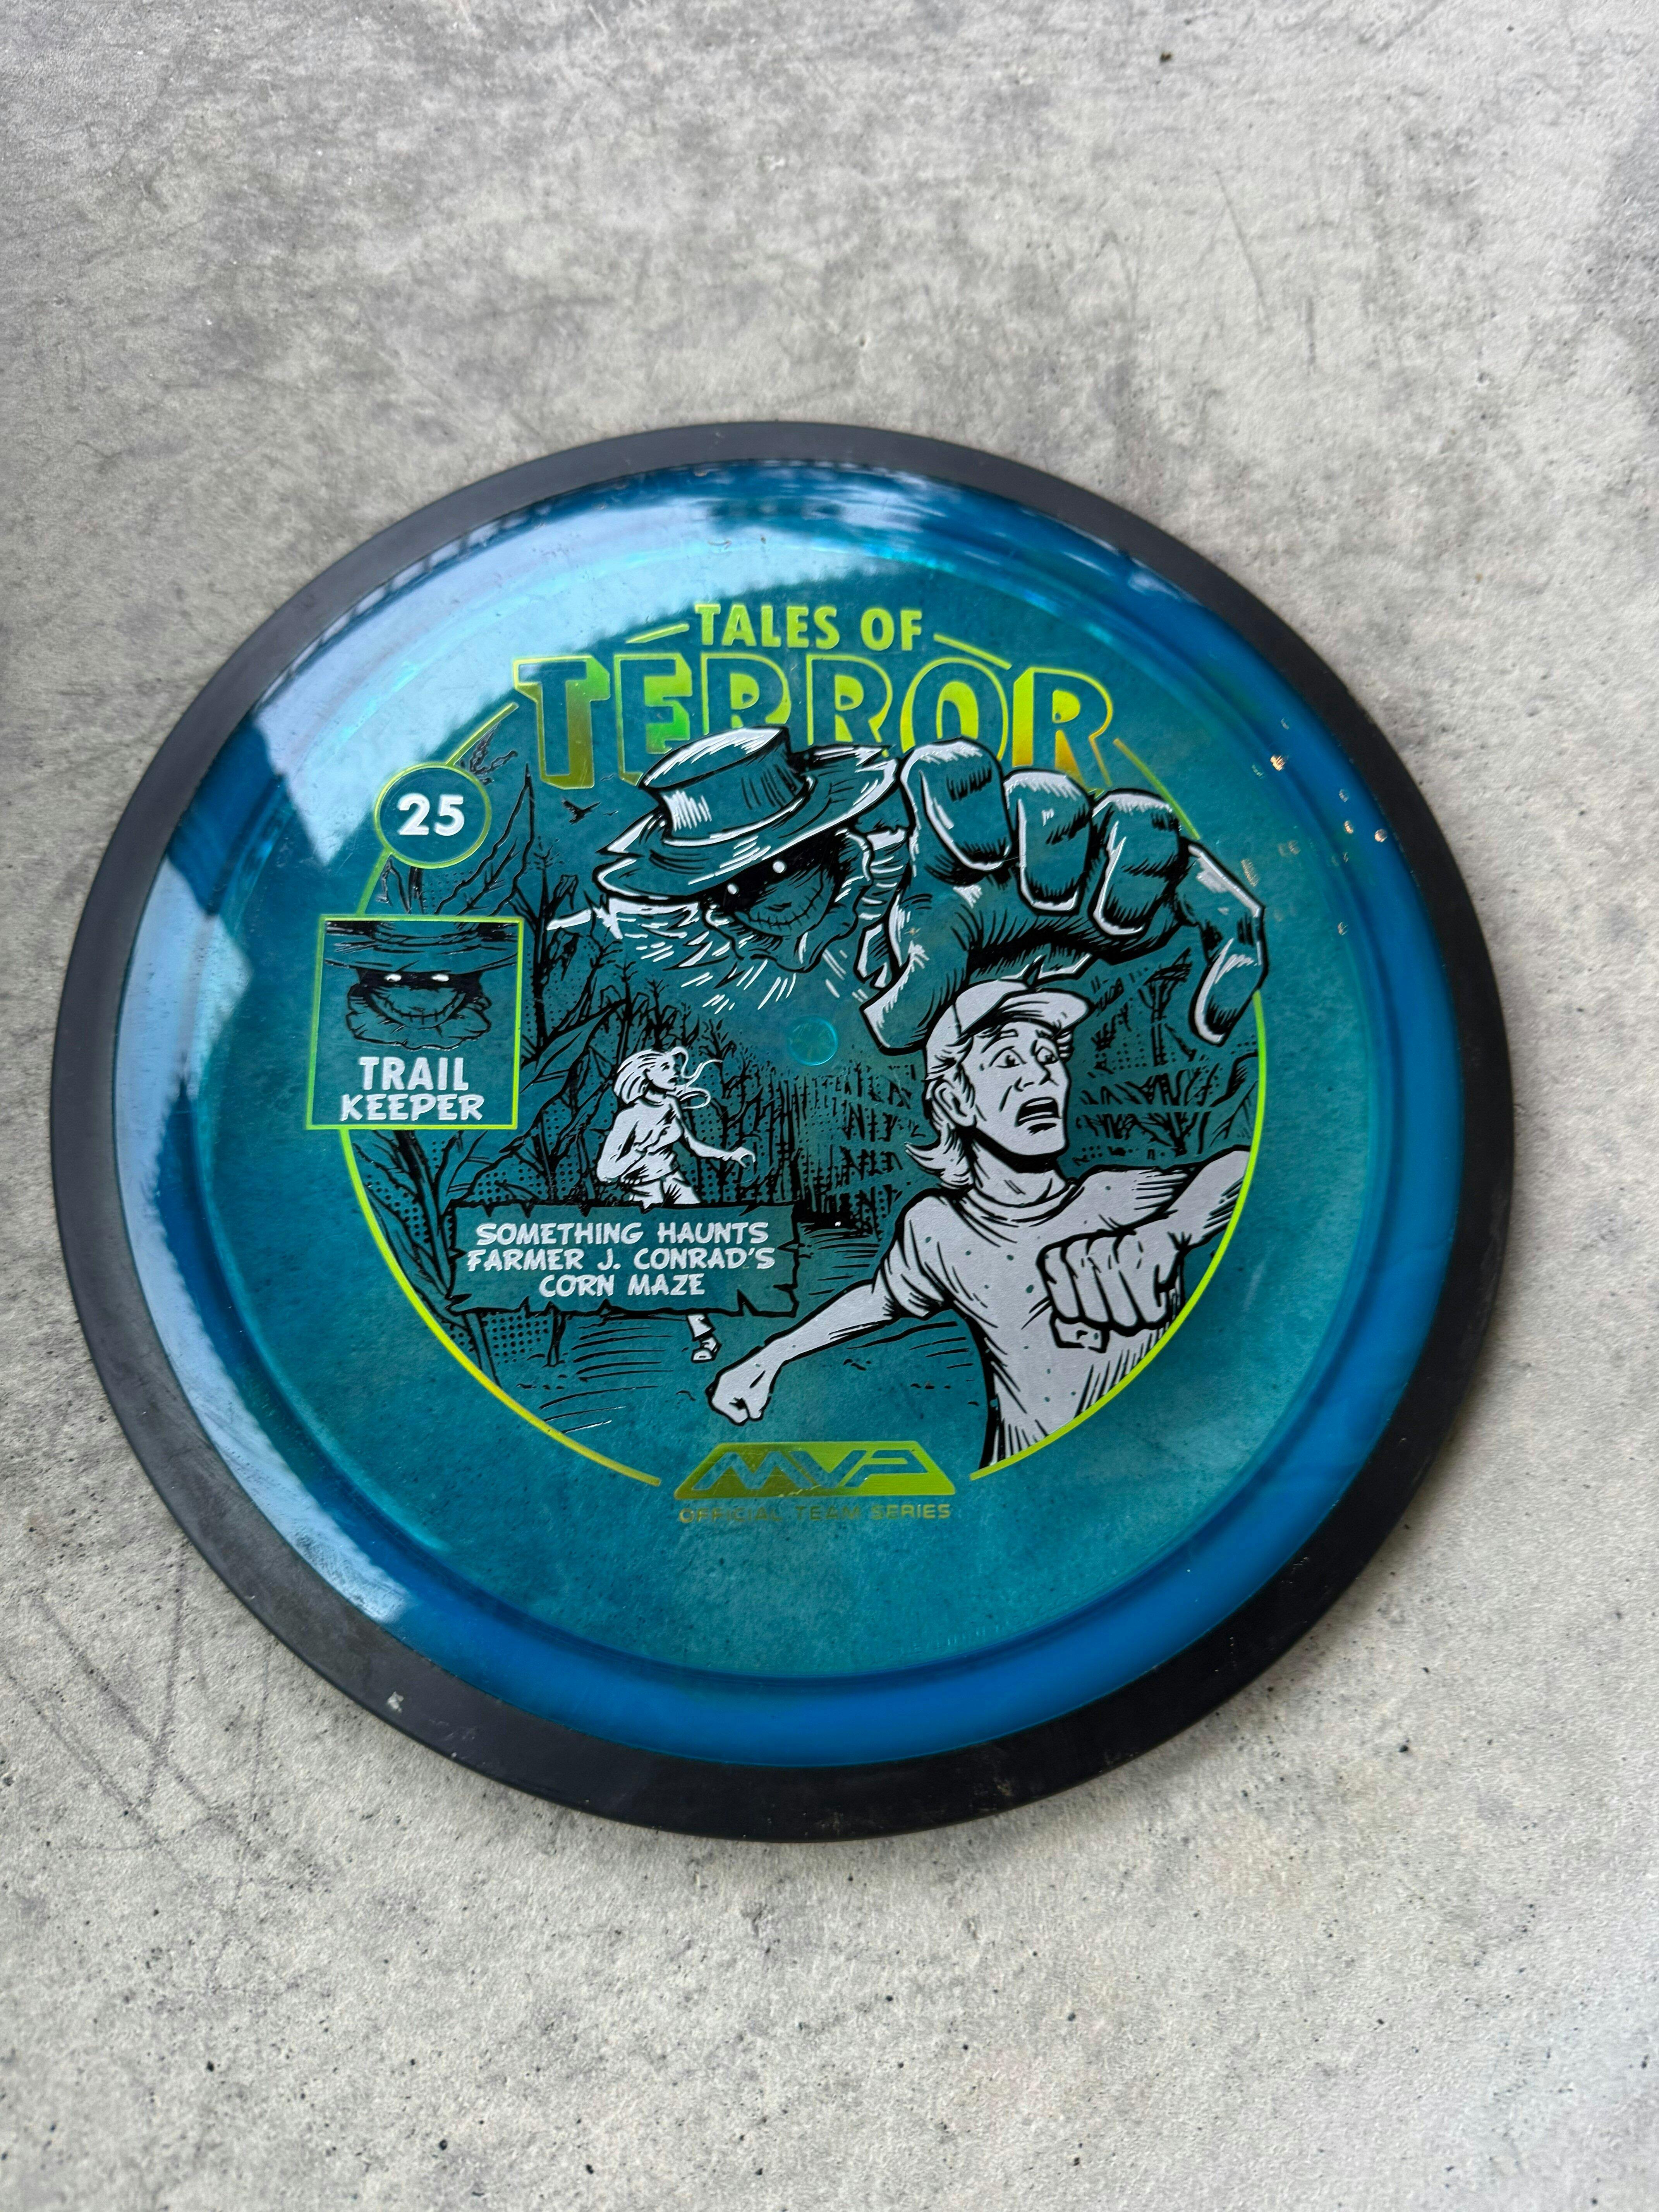 TALES OF
TERROR
25
TRAIL
KEEPER
SOMETHING HAUNTS
FARMER J. CONRAD'S
CORN MAZE
MVP
OFFICIAL TEAM SERIES